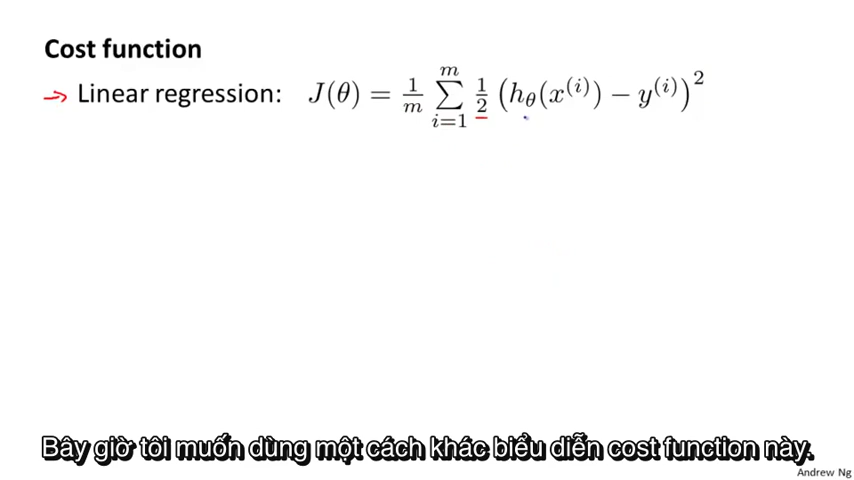 Cost function
Linear regression: J(θ) = 1/m ∑_{i=1}^{m} 1/2 (h_θ(x^{(i)}) − y^{(i)})^2
Bây giờ tôi muốn dùng một cách khác biểu diễn cost function này.
Andrew Ng